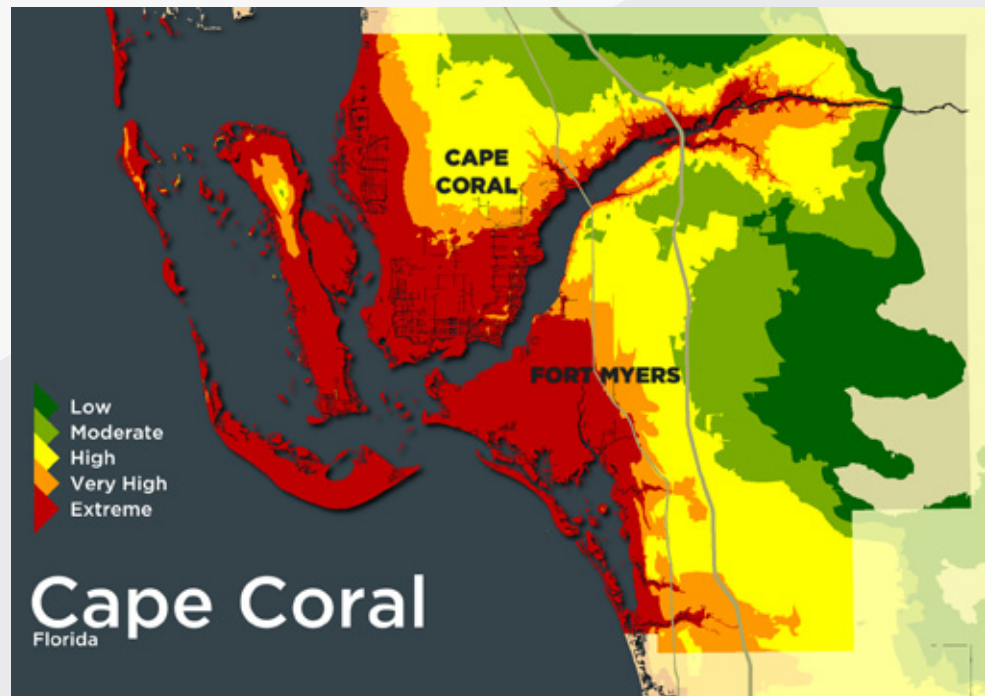 CAPE
CORAL
FORT MYERS
Low
Moderate
High
Very High
Extreme
Cape Coral
Florida